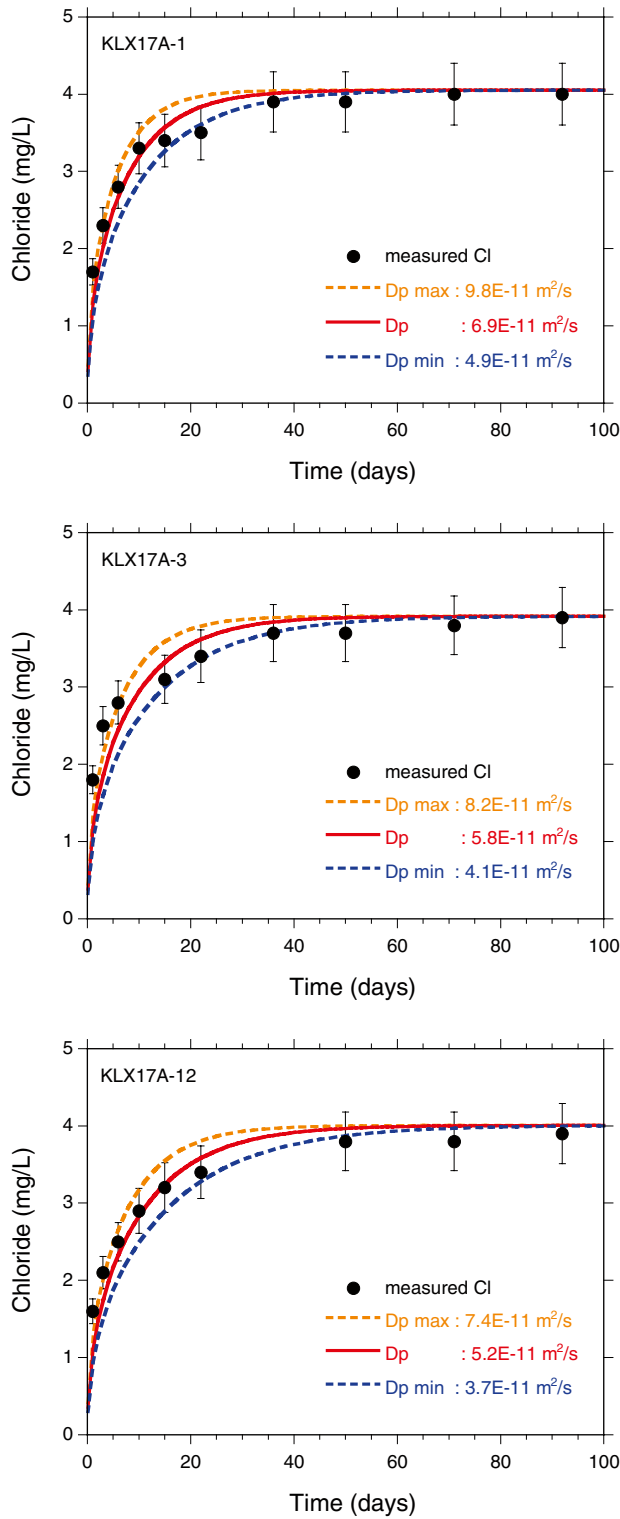 5
KLX17A-1
4
3
2
1
0
Chloride (mg/L)
measured Cl
Dp max : 9.8E-11 m²/s
Dp : 6.9E-11 m²/s
Dp min : 4.9E-11 m²/s
0 20 40 60 80 100
Time (days)
5
KLX17A-3
4
3
2
1
0
Chloride (mg/L)
measured Cl
Dp max : 8.2E-11 m²/s
Dp : 5.8E-11 m²/s
Dp min : 4.1E-11 m²/s
0 20 40 60 80 100
Time (days)
5
KLX17A-12
4
3
2
1
0
Chloride (mg/L)
measured Cl
Dp max : 7.4E-11 m²/s
Dp : 5.2E-11 m²/s
Dp min : 3.7E-11 m²/s
0 20 40 60 80 100
Time (days)